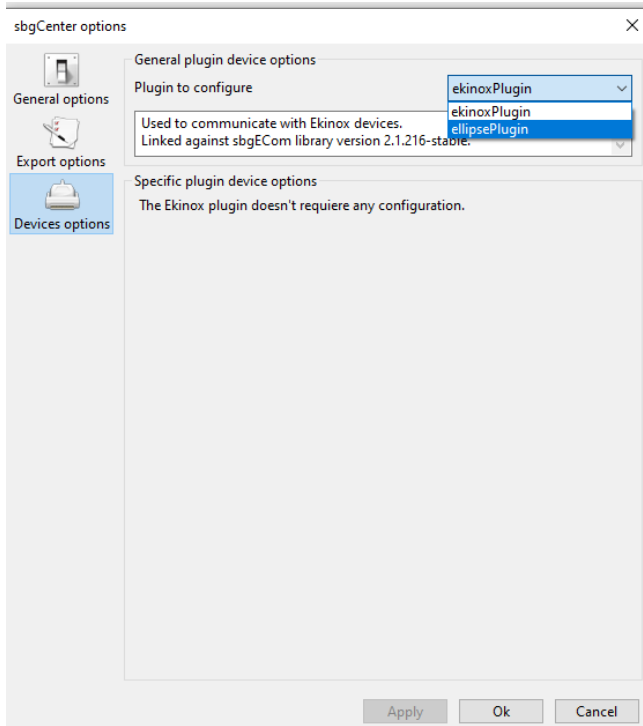 sbgCenter options
General options
Export options
Devices options
General plugin device options
Plugin to configure
ekinoxPlugin
ekinoxPlugin
ellipsePlugin
Used to communicate with Ekinox devices.
Linked against sbgECom library version 2.1.216-stable.
Specific plugin device options
The Ekinox plugin doesn't requiere any configuration.
Apply
Ok
Cancel